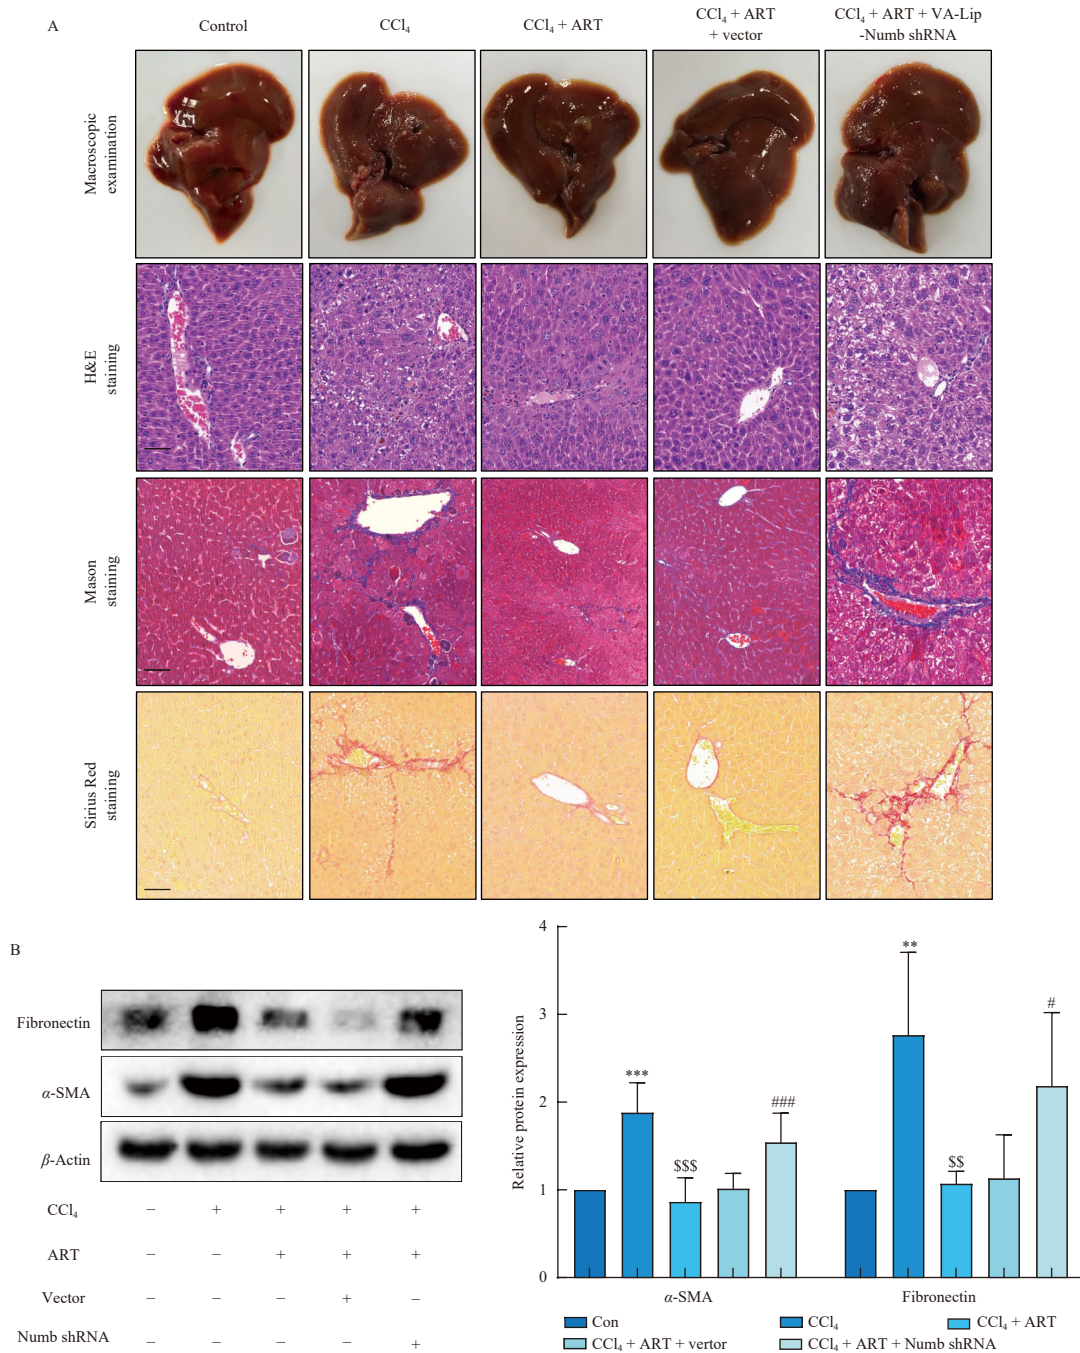 A
Control
CCl₄
CCl₄ + ART
CCl₄ + ART
+ vector
CCl₄ + ART + VA-Lip
-Numb shRNA
Macroscopic
examination
H&E
staining
Mason
staining
Sirius Red
staining
B
Fibronectin
α-SMA
β-Actin
CCl₄ − + + + +
ART − − + + +
Vector − − − + −
Numb shRNA − − − − +
Relative protein expression
4
3
2
1
0
***
$$$
###
**
$$
#
α-SMA
Fibronectin
Con
CCl₄
CCl₄ + ART
CCl₄ + ART + vertor
CCl₄ + ART + Numb shRNA